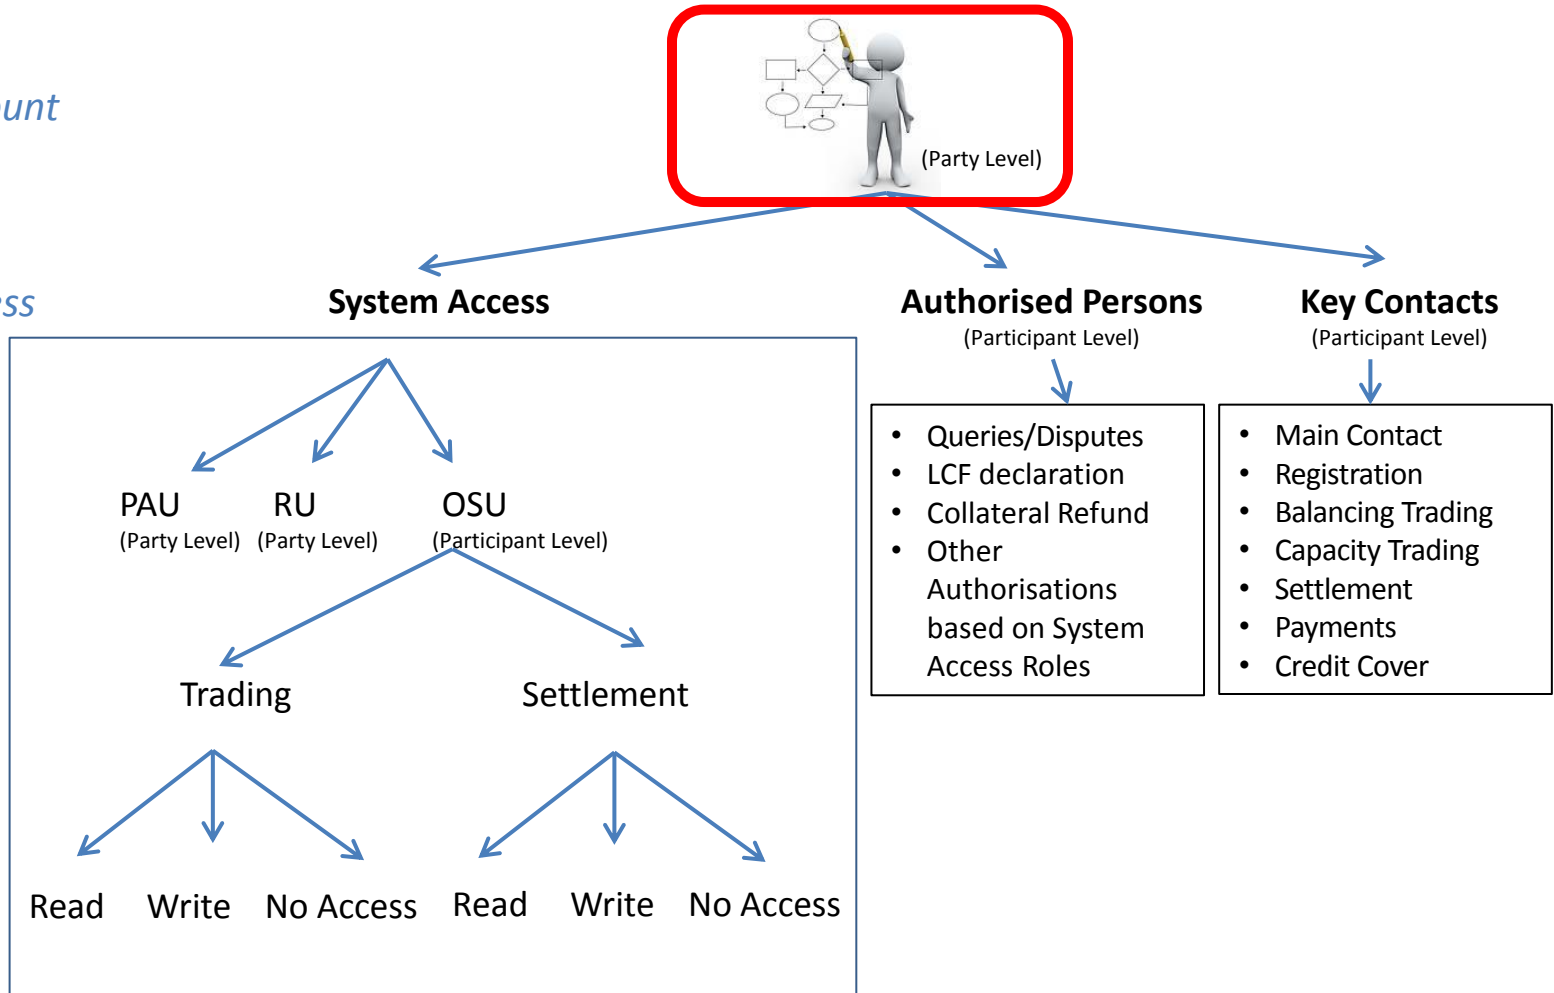 ount
(Party Level)
ess
System Access
Authorised Persons
(Participant Level)
Key Contacts
(Participant Level)
PAU
(Party Level)
RU
(Party Level)
OSU
(Participant Level)
• Queries/Disputes
• LCF declaration
• Collateral Refund
• Other
Authorisations
based on System
Access Roles
• Main Contact
• Registration
• Balancing Trading
• Capacity Trading
• Settlement
• Payments
• Credit Cover
Trading
Settlement
Read
Write
No Access
Read
Write
No Access